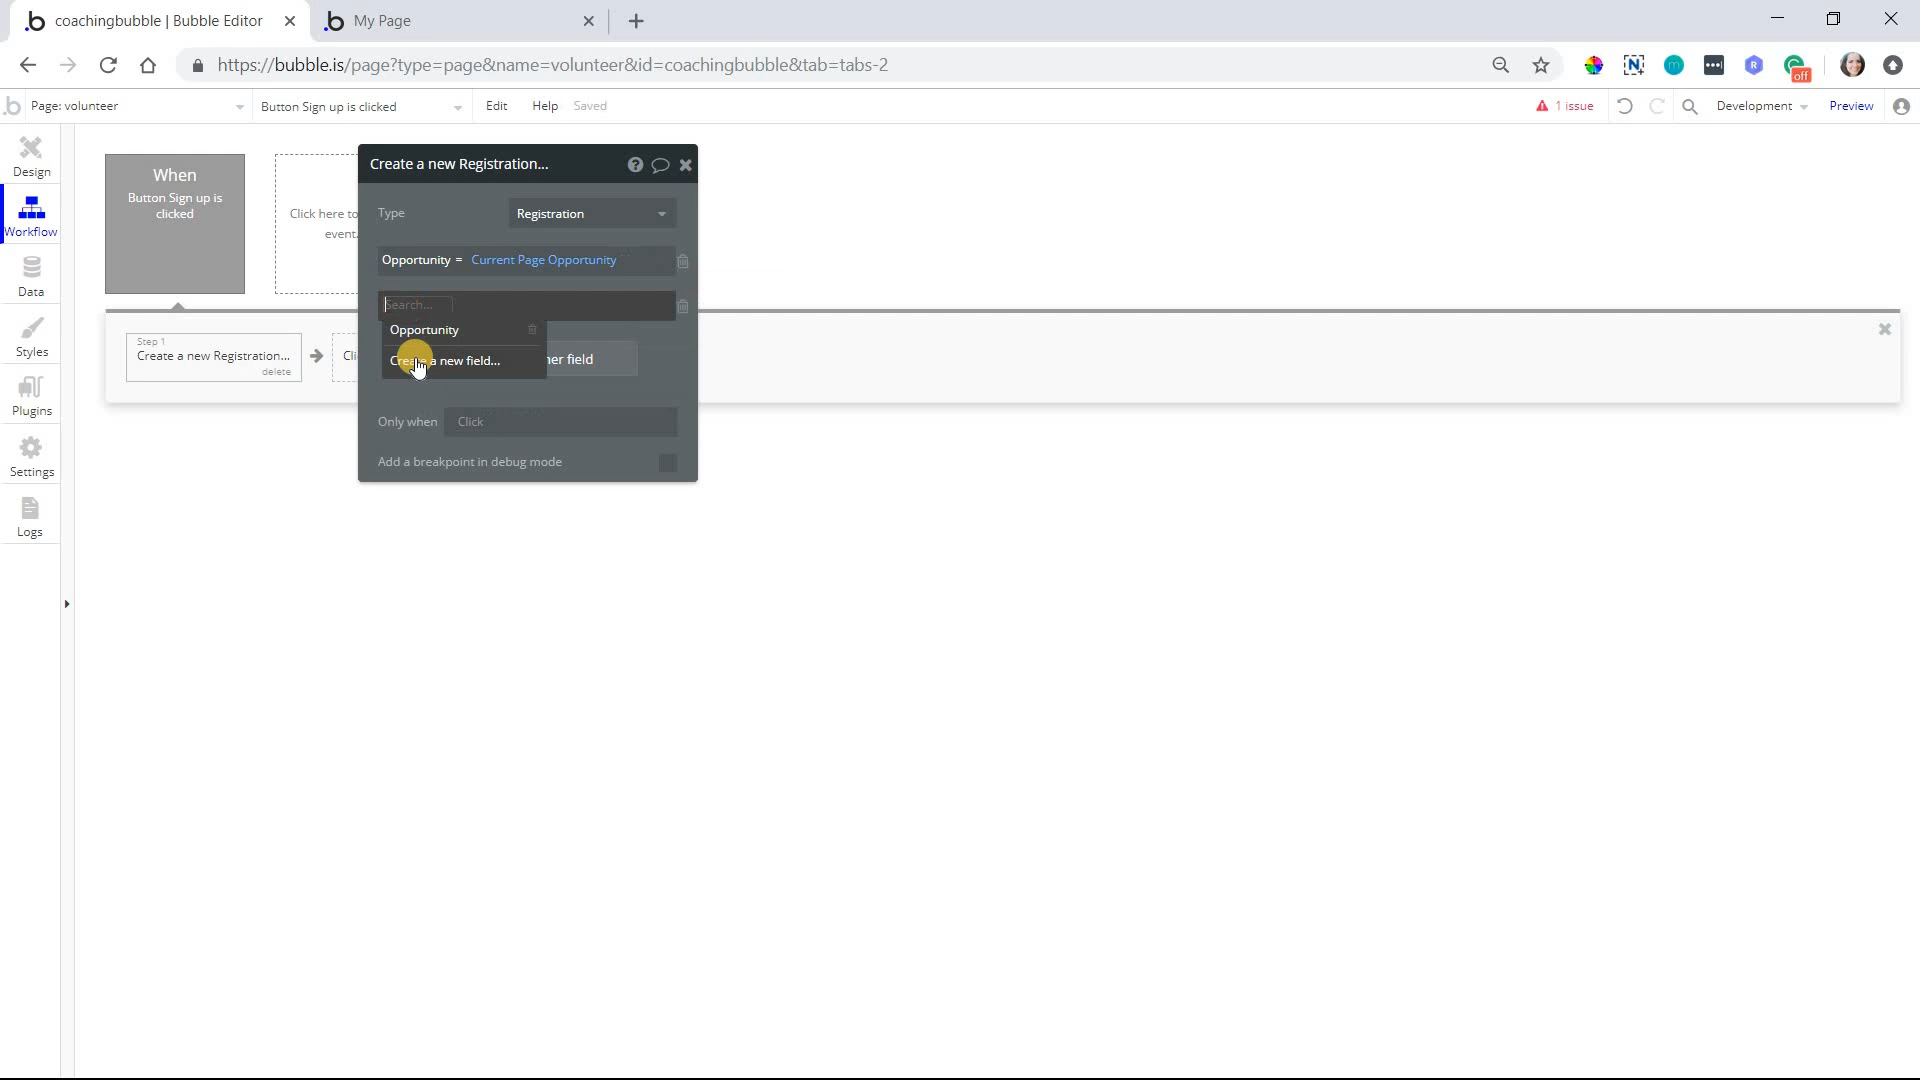 coachingbubble | Bubble Editor
My Page
https://bubble.is/page?type=page&name=volunteer&id=coachingbubble&tab=tabs-2
off
Page: volunteer
Button Sign up is clicked
Edit
Help
Saved
1 issue
Development
Preview
Design
Workflow
Data
Styles
Plugins
Settings
Logs
When
Button Sign up is
clicked
Click here to
event.
Step 1
Create a new Registration...
delete
Create a new Registration...
Type
Registration
Opportunity = Current Page Opportunity
Search...
Opportunity
Create a new field...
field
Only when
Click
Add a breakpoint in debug mode